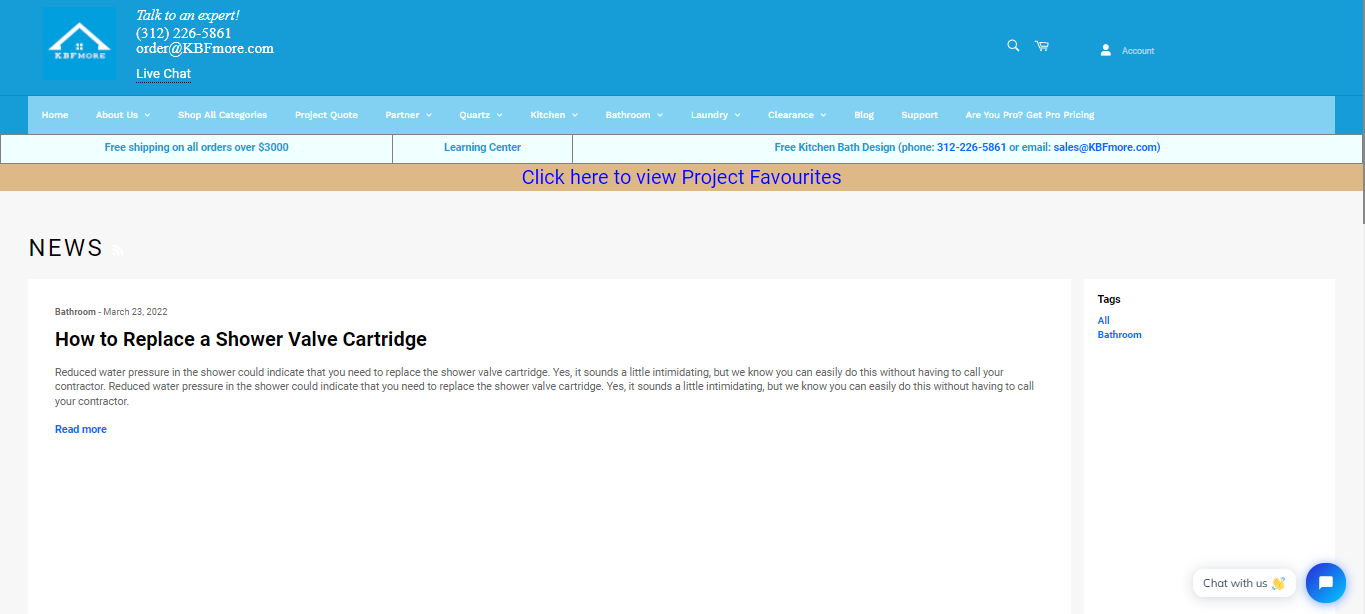 KBFMORE
Talk to an expert!
(312) 226-5861
order@KBFmore.com
Live Chat
Account
Home About Us Shop All Categories Project Quote Partner Quartz Kitchen Bathroom Laundry Clearance Blog Support Are You Pro? Get Pro Pricing
Free shipping on all orders over $3000 Learning Center Free Kitchen Bath Design (phone: 312-226-5861 or email: sales@KBFmore.com)
Click here to view Project Favourites
NEWS
Bathroom - March 23, 2022
How to Replace a Shower Valve Cartridge
Reduced water pressure in the shower could indicate that you need to replace the shower valve cartridge. Yes, it sounds a little intimidating, but we know you can easily do this without having to call your
contractor. Reduced water pressure in the shower could indicate that you need to replace the shower valve cartridge. Yes, it sounds a little intimidating, but we know you can easily do this without having to call
your contractor.
Read more
Tags
All
Bathroom
Chat with us 👋